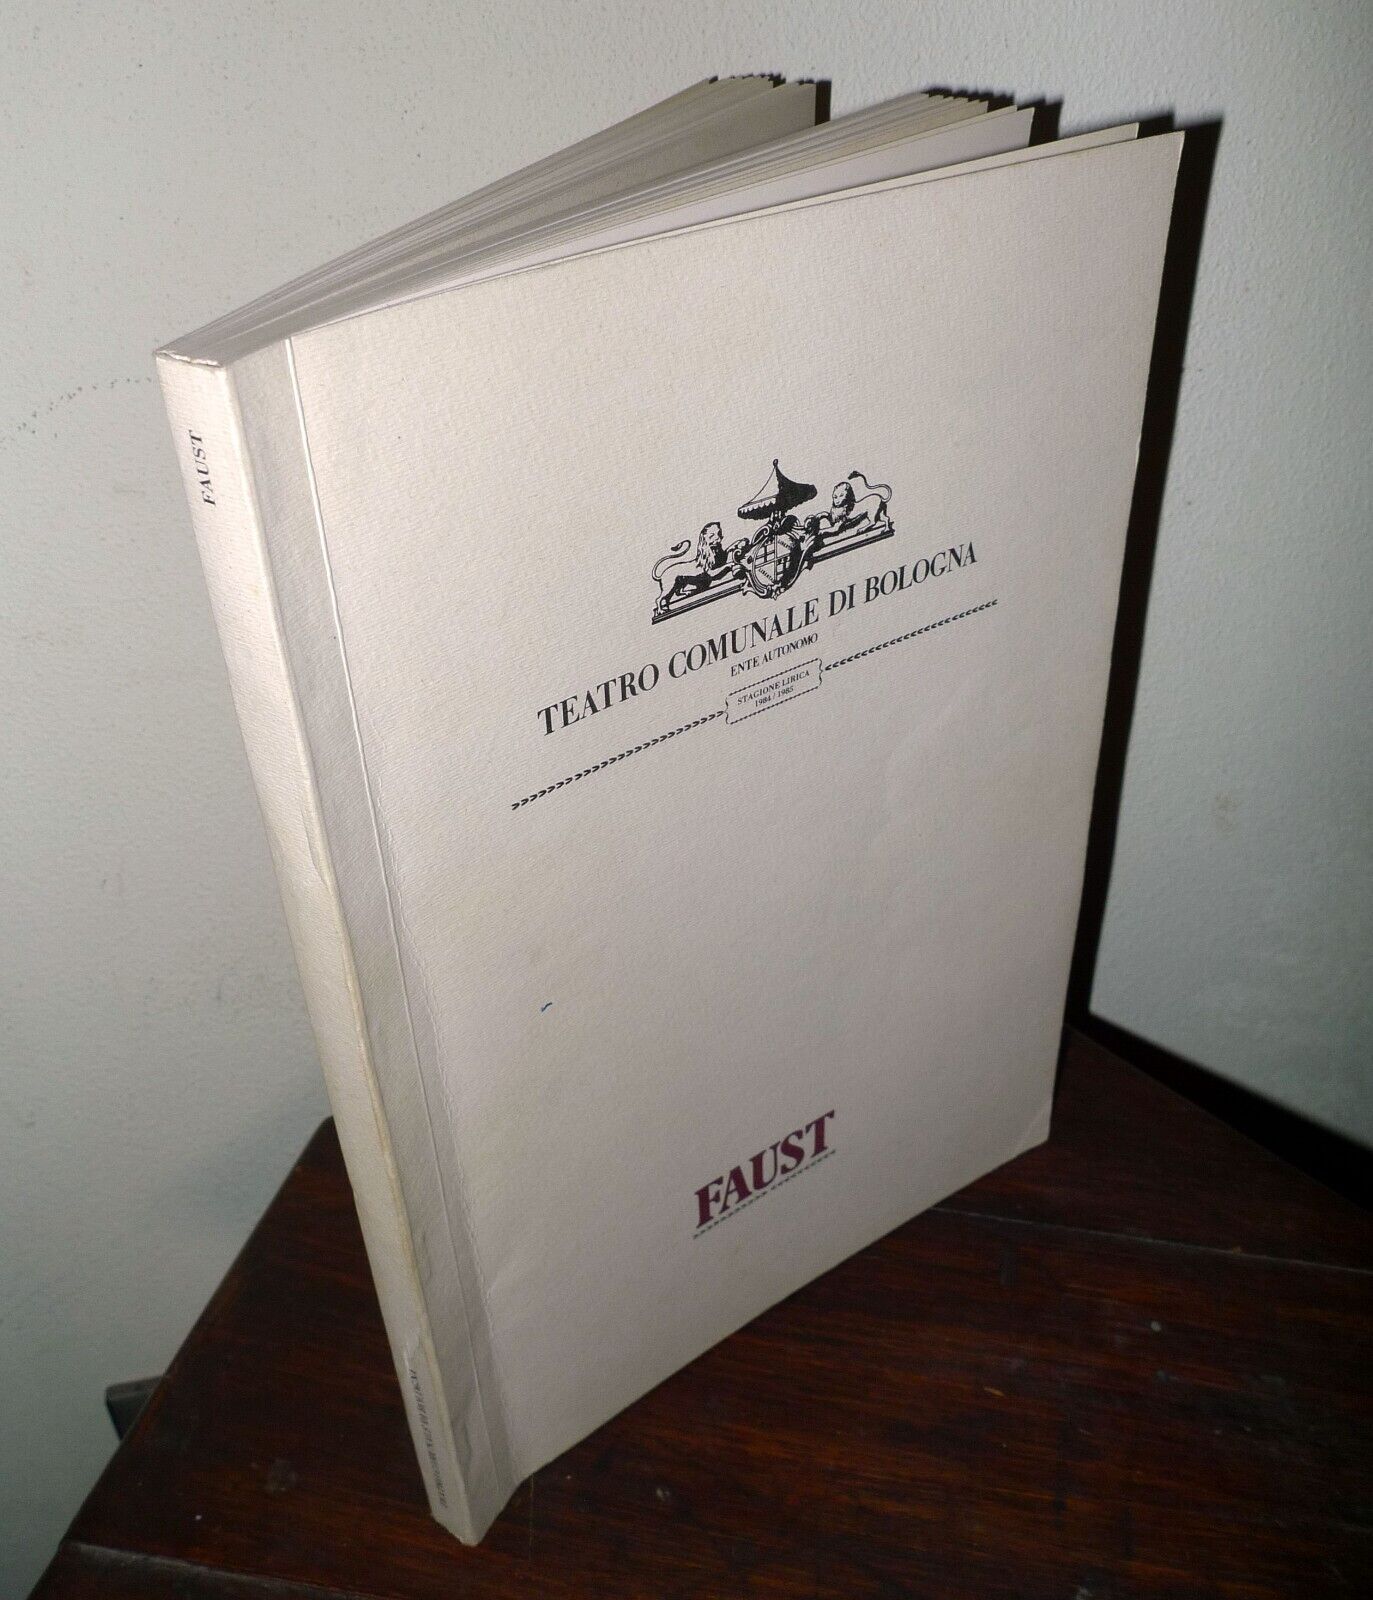 FAUST
TEATRO COMUNALE DI BOLOGNA
ENTE AUTONOMO
STAGIONE LIRICA
1984 / 1985
FAUST